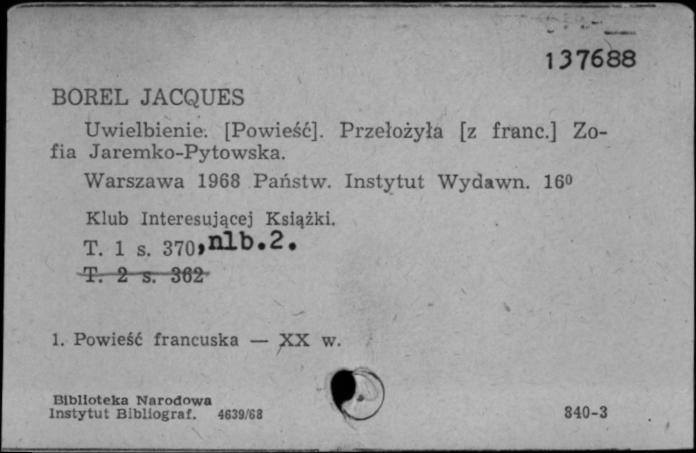 137688
BOREL JACQUES
Uwielbienie. [Powieść]. Przełożyła [z franc.] Zo-
fia Jaremko-Pytowska.
Warszawa 1968 Państw. Instytut Wydawn. 16⁰
Klub Interesującej Książki.
T. 1 s. 370, nlb.2.
T. 2 s. 362
1. Powieść francuska — XX w.
Biblioteka Narodowa
Instytut Bibliograf. 4639/68
840-3